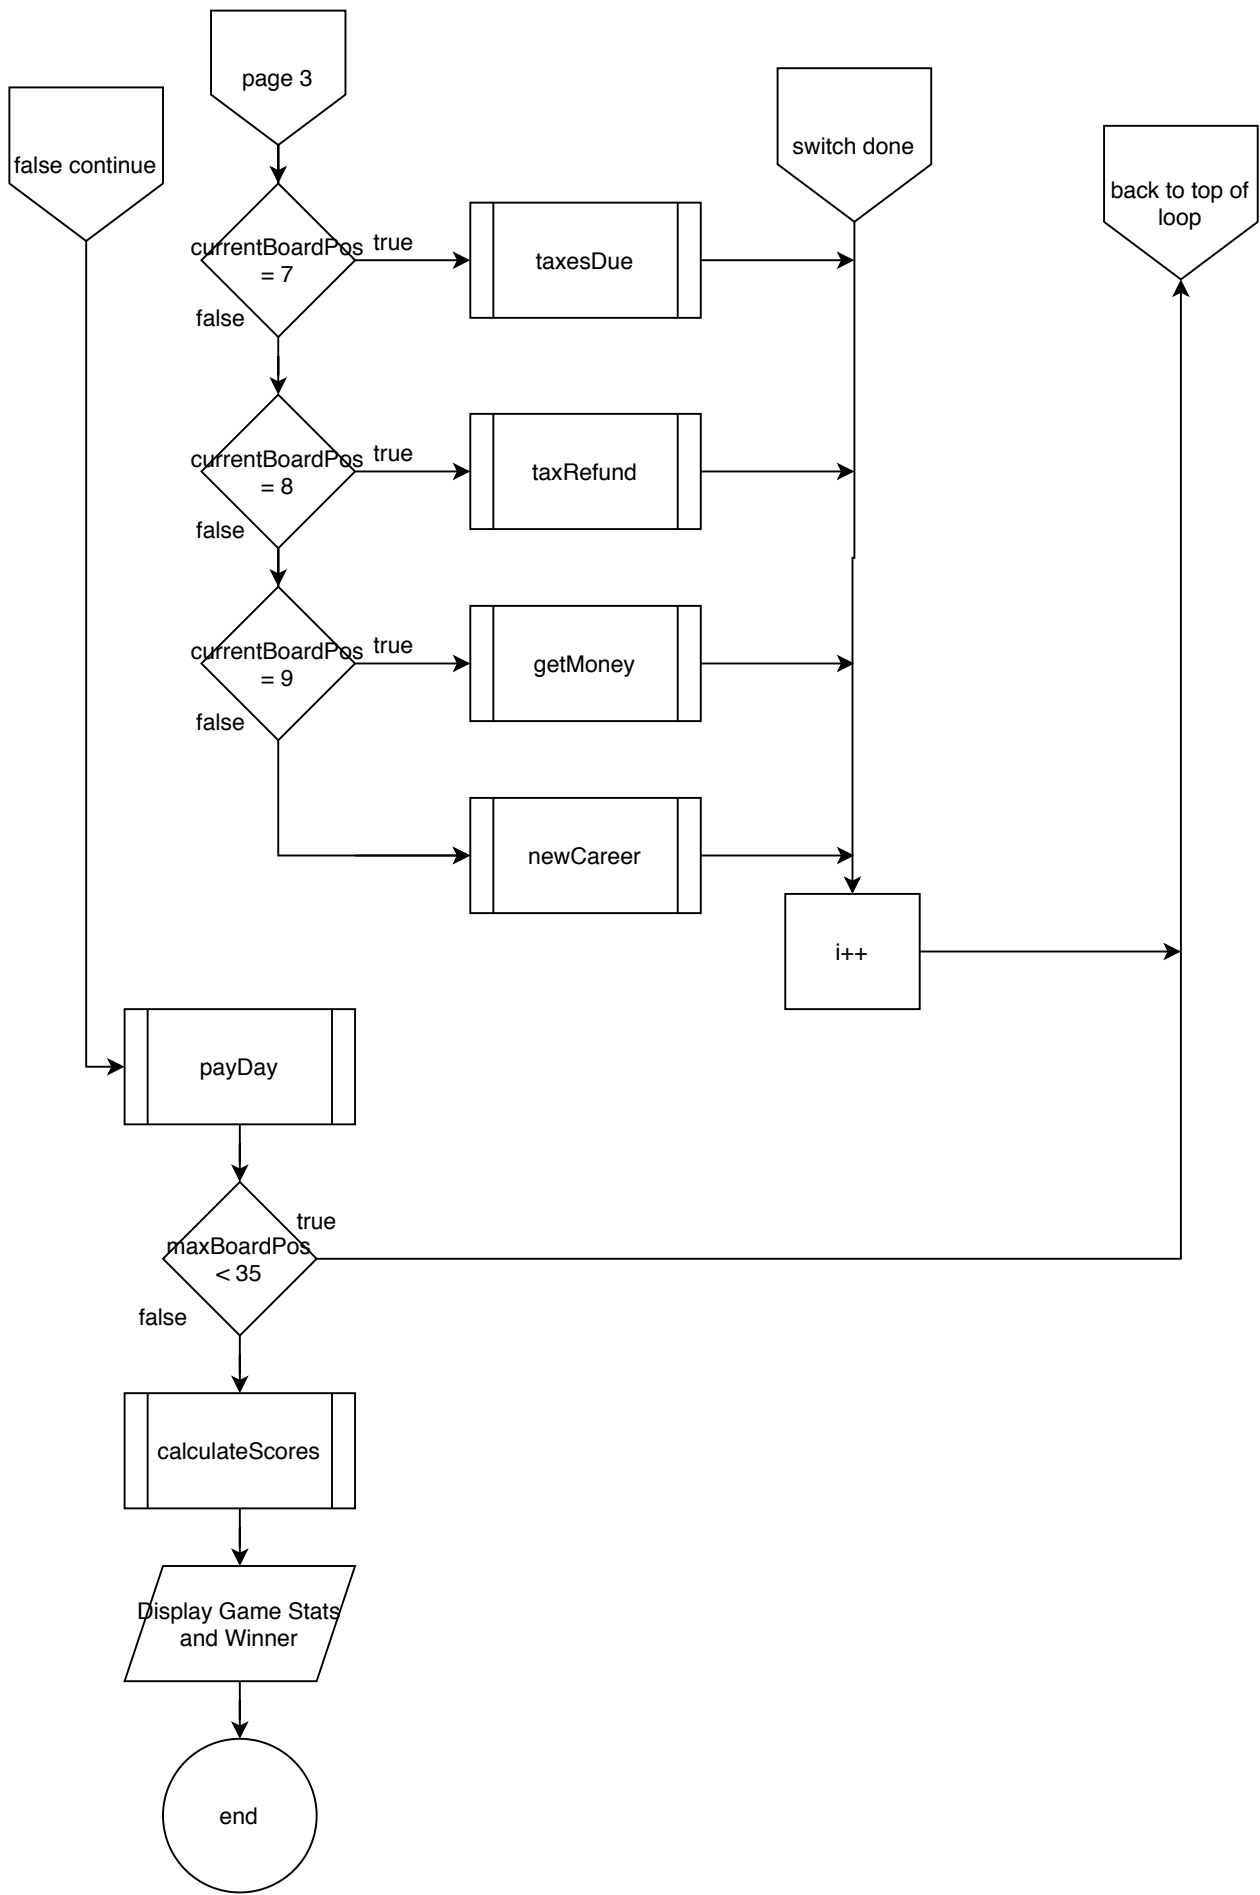 page 3
false continue
switch done
back to top of
loop
currentBoardPos
= 7
true
false
taxesDue
currentBoardPos
= 8
true
false
taxRefund
currentBoardPos
= 9
true
false
getMoney
newCareer
i++
payDay
maxBoardPos
< 35
true
false
calculateScores
Display Game Stats
and Winner
end